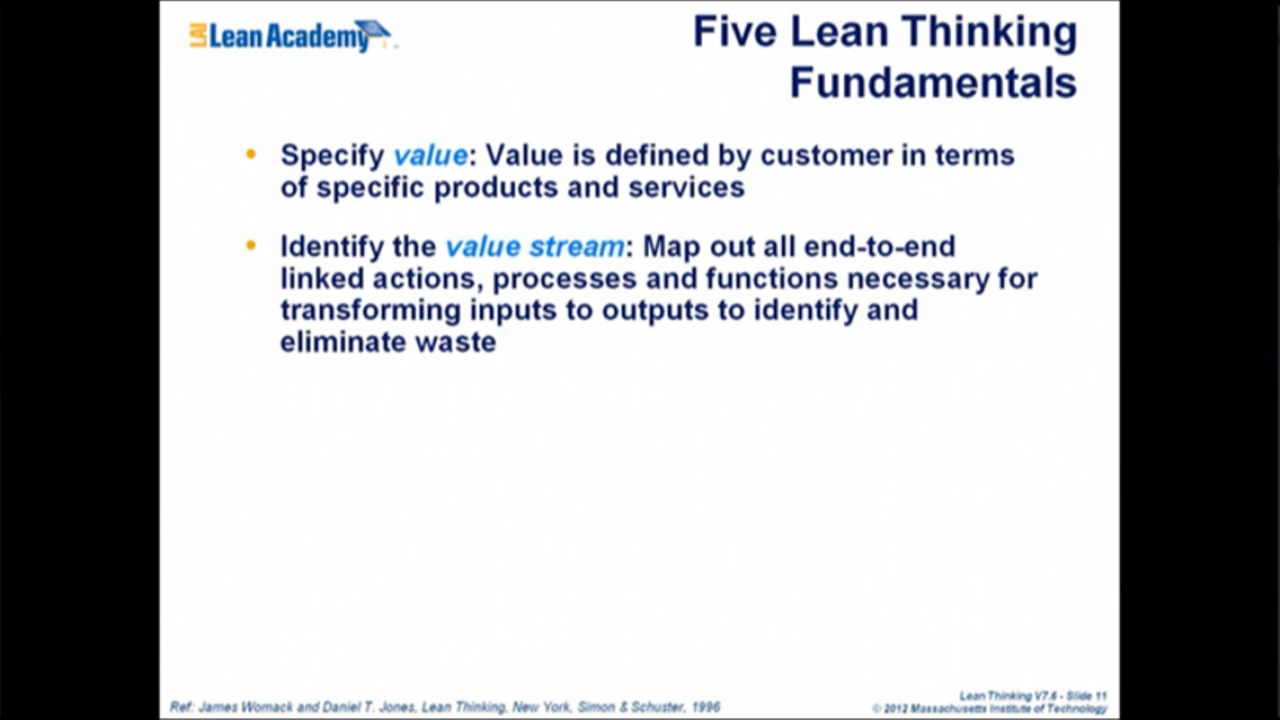 LAI Lean Academy™
Five Lean Thinking
Fundamentals
• Specify value: Value is defined by customer in terms
of specific products and services
• Identify the value stream: Map out all end-to-end
linked actions, processes and functions necessary for
transforming inputs to outputs to identify and
eliminate waste
Ref: James Womack and Daniel T. Jones, Lean Thinking, New York, Simon & Schuster, 1996
Lean Thinking V7.6 - Slide 11
© 2012 Massachusetts Institute of Technology